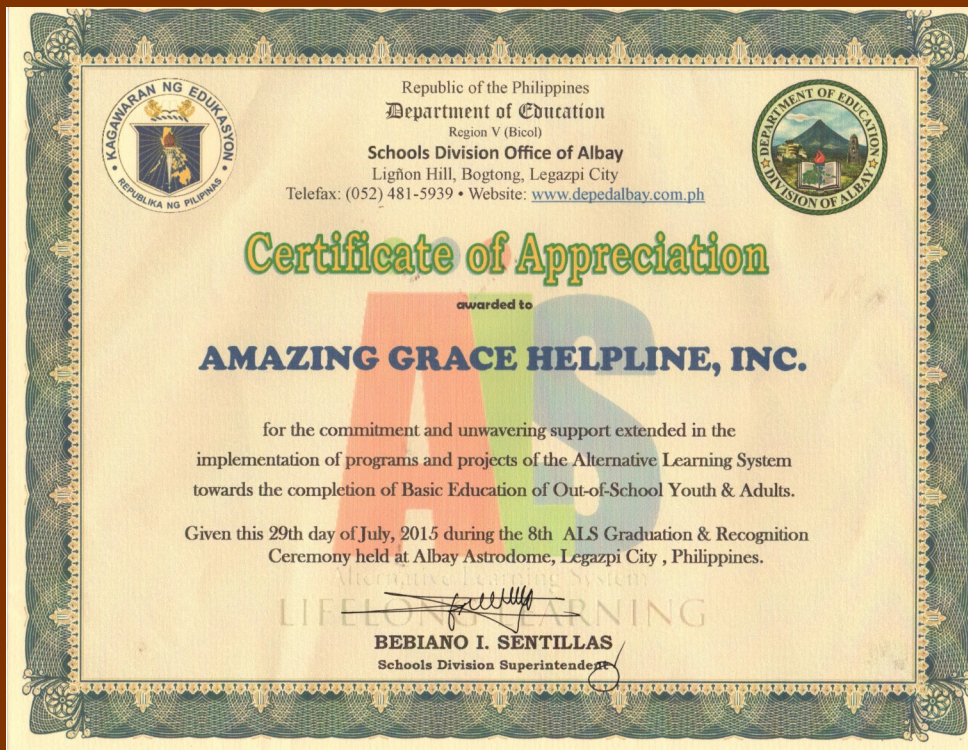 KAGAWARAN NG EDUKASYON
REPUBLIKA NG PILIPINAS
Republic of the Philippines
Department of Education
Region V (Bicol)
Schools Division Office of Albay
Ligñon Hill, Bogtong, Legazpi City
Telefax: (052) 481-5939 • Website: www.depedalbay.com.ph
DEPARTMENT OF EDUCATION
DIVISION OF ALBAY
Certificate of Appreciation
awarded to
ALS
AMAZING GRACE HELPLINE, INC.
for the commitment and unwavering support extended in the
implementation of programs and projects of the Alternative Learning System
towards the completion of Basic Education of Out-of-School Youth & Adults.
Given this 29th day of July, 2015 during the 8th ALS Graduation & Recognition
Ceremony held at Albay Astrodome, Legazpi City , Philippines.
Alternative Learning System
LIFELONG LEARNING
BEBIANO I. SENTILLAS
Schools Division Superintendent